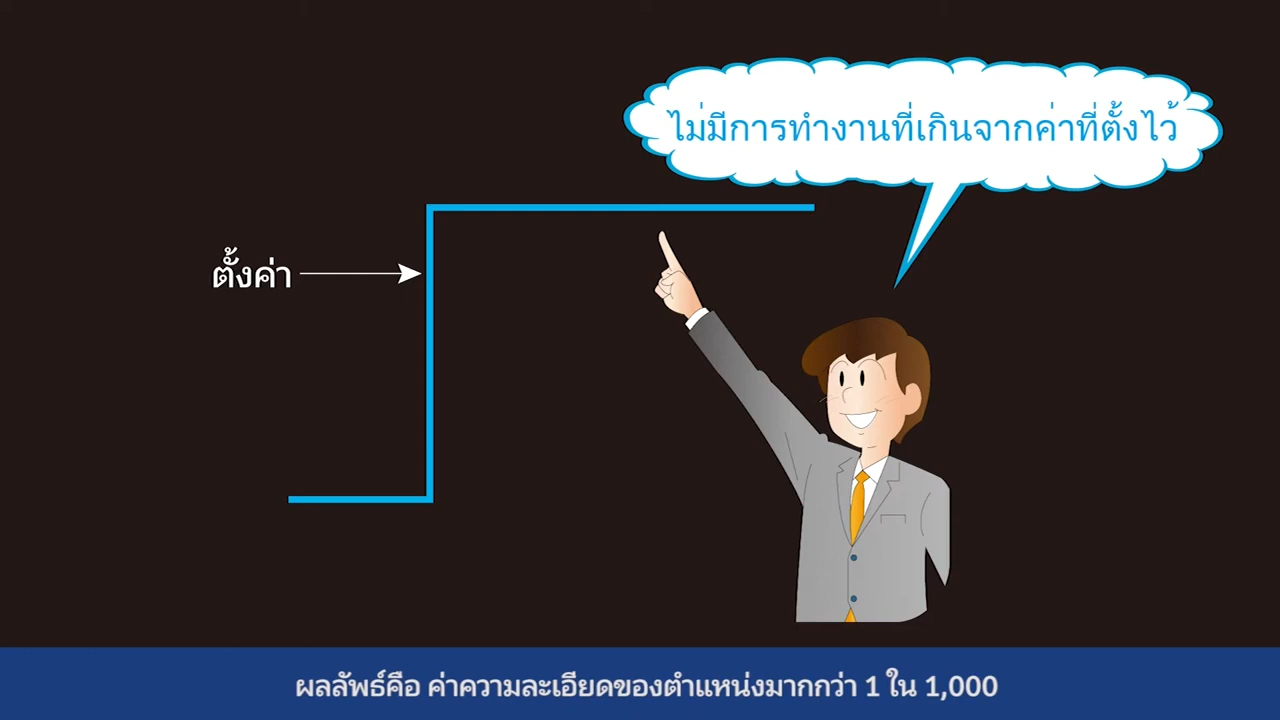 ไม่มีการทำงานที่เกินจากค่าที่ตั้งไว้
ตั้งค่า
ผลลัพธ์คือ ค่าความละเอียดของตำแหน่งมากกว่า 1 ใน 1,000